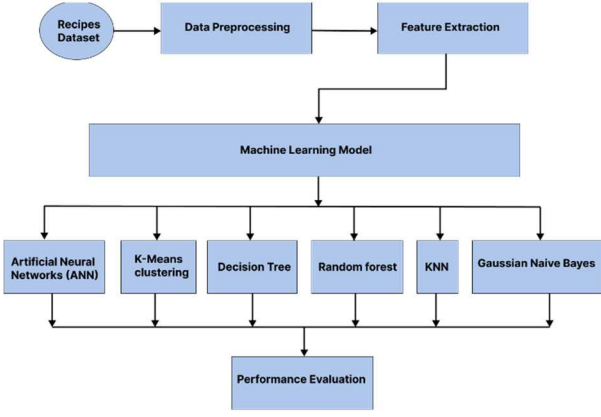 Recipes
Dataset
Data Preprocessing
Feature Extraction
Machine Learning Model
Artificial Neural
Networks (ANN)
K-Means
clustering
Decision Tree
Random forest
KNN
Gaussian Naive Bayes
Performance Evaluation